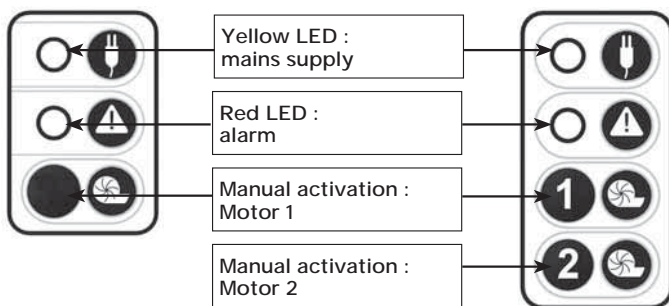 Yellow LED :
mains supply
Red LED :
alarm
Manual activation :
Motor 1
1
Manual activation :
Motor 2
2